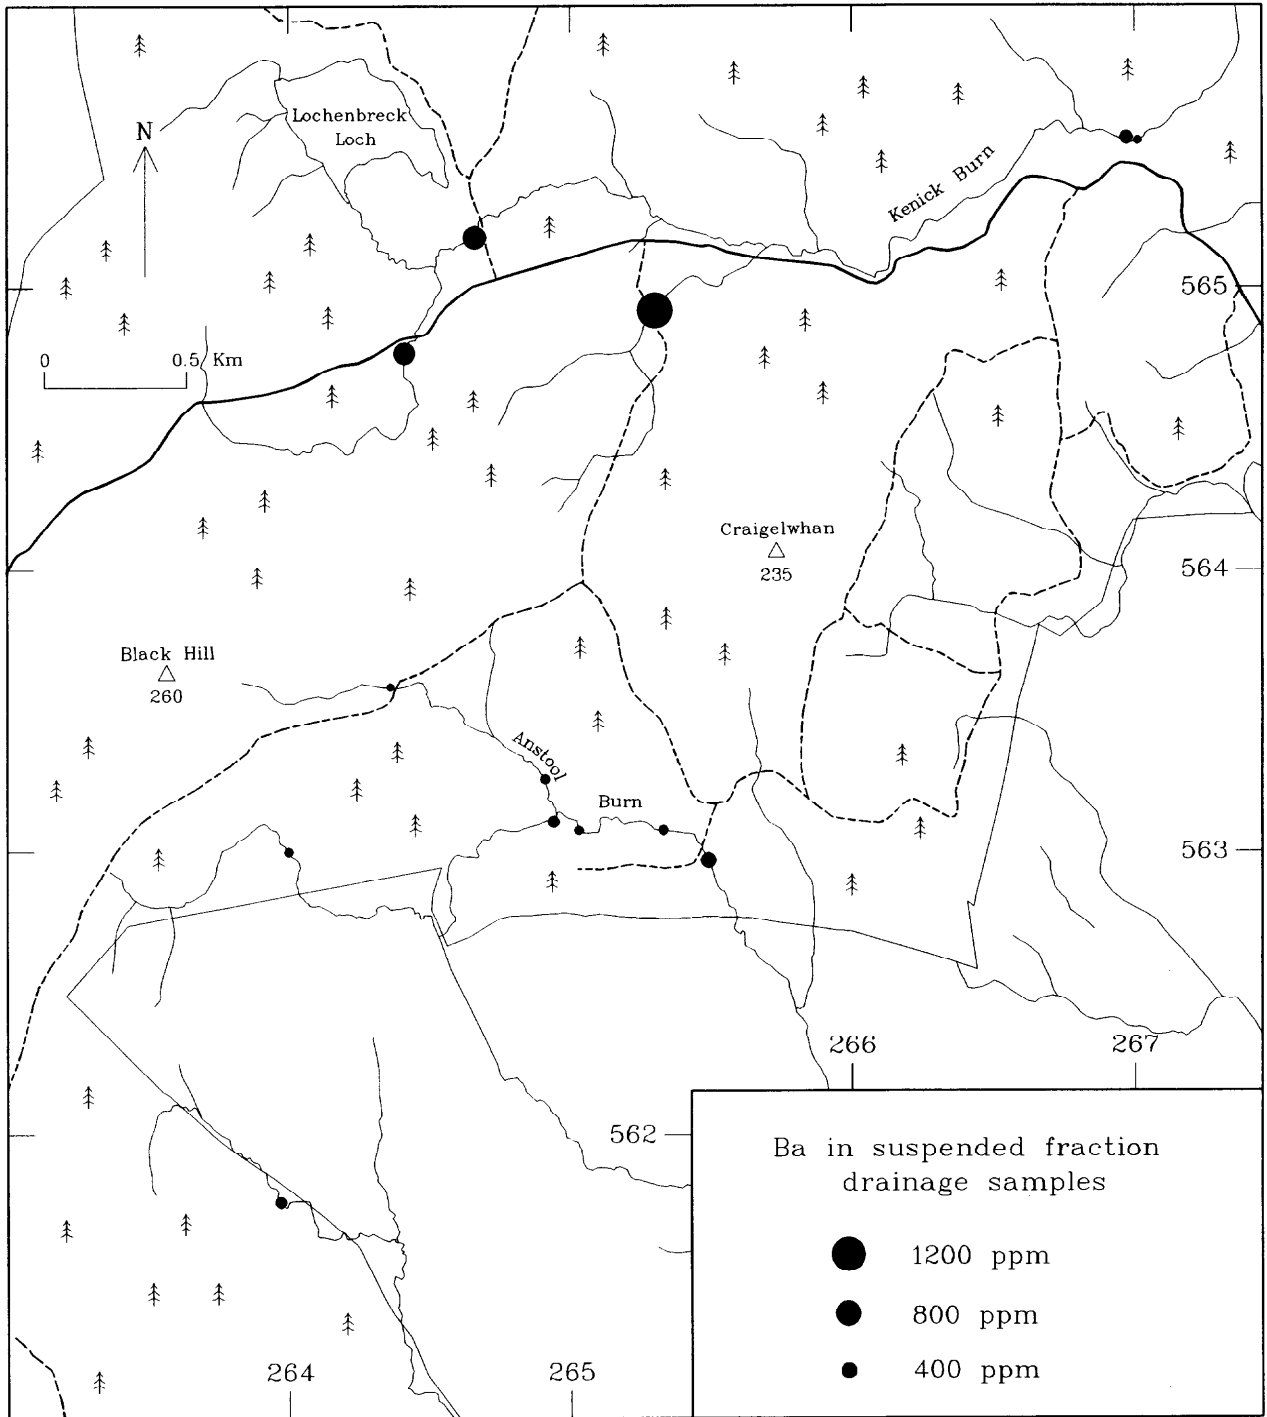 Lochenbreck
Loch
N
Kenick Burn
565
0 0.5 Km
Craigelwhan
235
564
Black Hill
260
Anstool
Burn
563
266
267
562
Ba in suspended fraction
drainage samples
1200 ppm
800 ppm
400 ppm
264
265